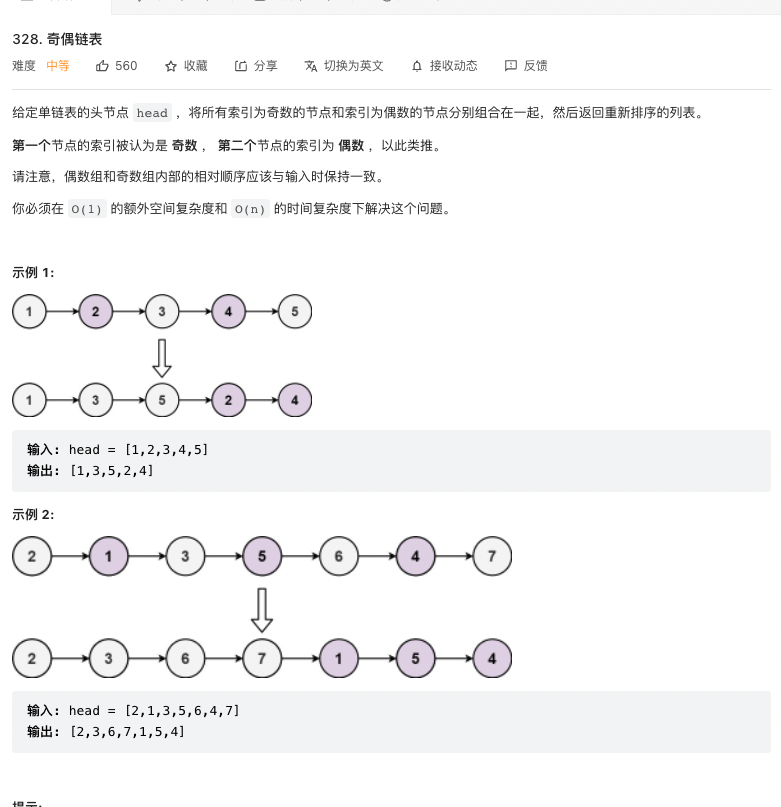 328. 奇偶链表
难度 中等 560 收藏 分享 切换为英文 接收动态 反馈
给定单链表的头节点 head ，将所有索引为奇数的节点和索引为偶数的节点分别组合在一起，然后返回重新排序的列表。
第一个节点的索引被认为是 奇数 ， 第二个节点的索引为 偶数 ，以此类推。
请注意，偶数组和奇数组内部的相对顺序应该与输入时保持一致。
你必须在 O(1) 的额外空间复杂度和 O(n) 的时间复杂度下解决这个问题。
示例 1:
1 2 3 4 5
1 3 5 2 4
输入: head = [1,2,3,4,5]
输出: [1,3,5,2,4]
示例 2:
2 1 3 5 6 4 7
2 3 6 7 1 5 4
输入: head = [2,1,3,5,6,4,7]
输出: [2,3,6,7,1,5,4]
提示: